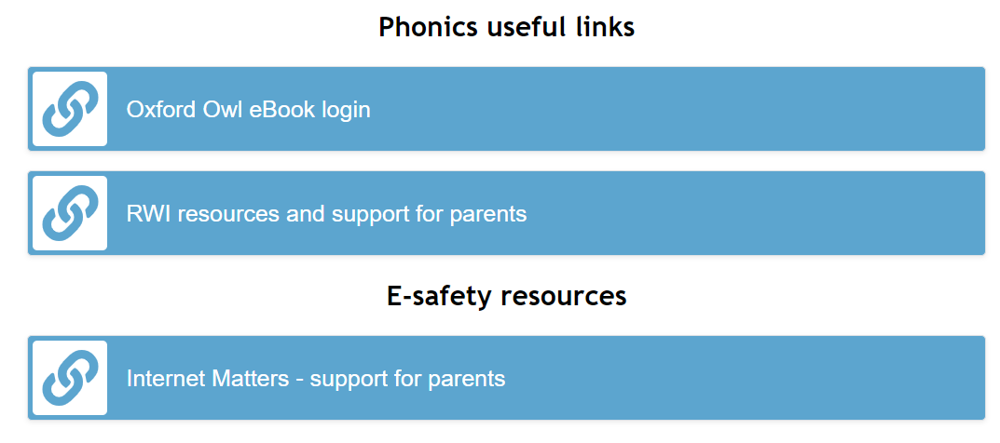 Phonics useful links
Oxford Owl eBook login
RWI resources and support for parents
E-safety resources
Internet Matters - support for parents